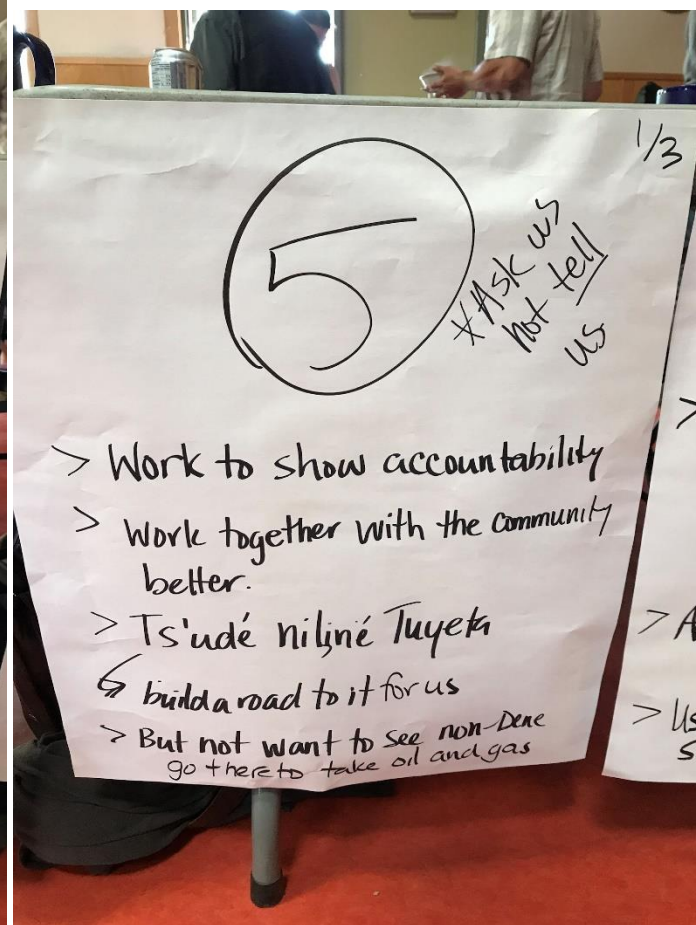 1/3
5
*Ask us
not tell
us
> Work to show accountability
> Work together with the community
better.
> Ts'udé nilįné Tuyeta
↳ build a road to it for us
> But not want to see non-Dene
go there to take oil and gas
>
> A
> Us
s